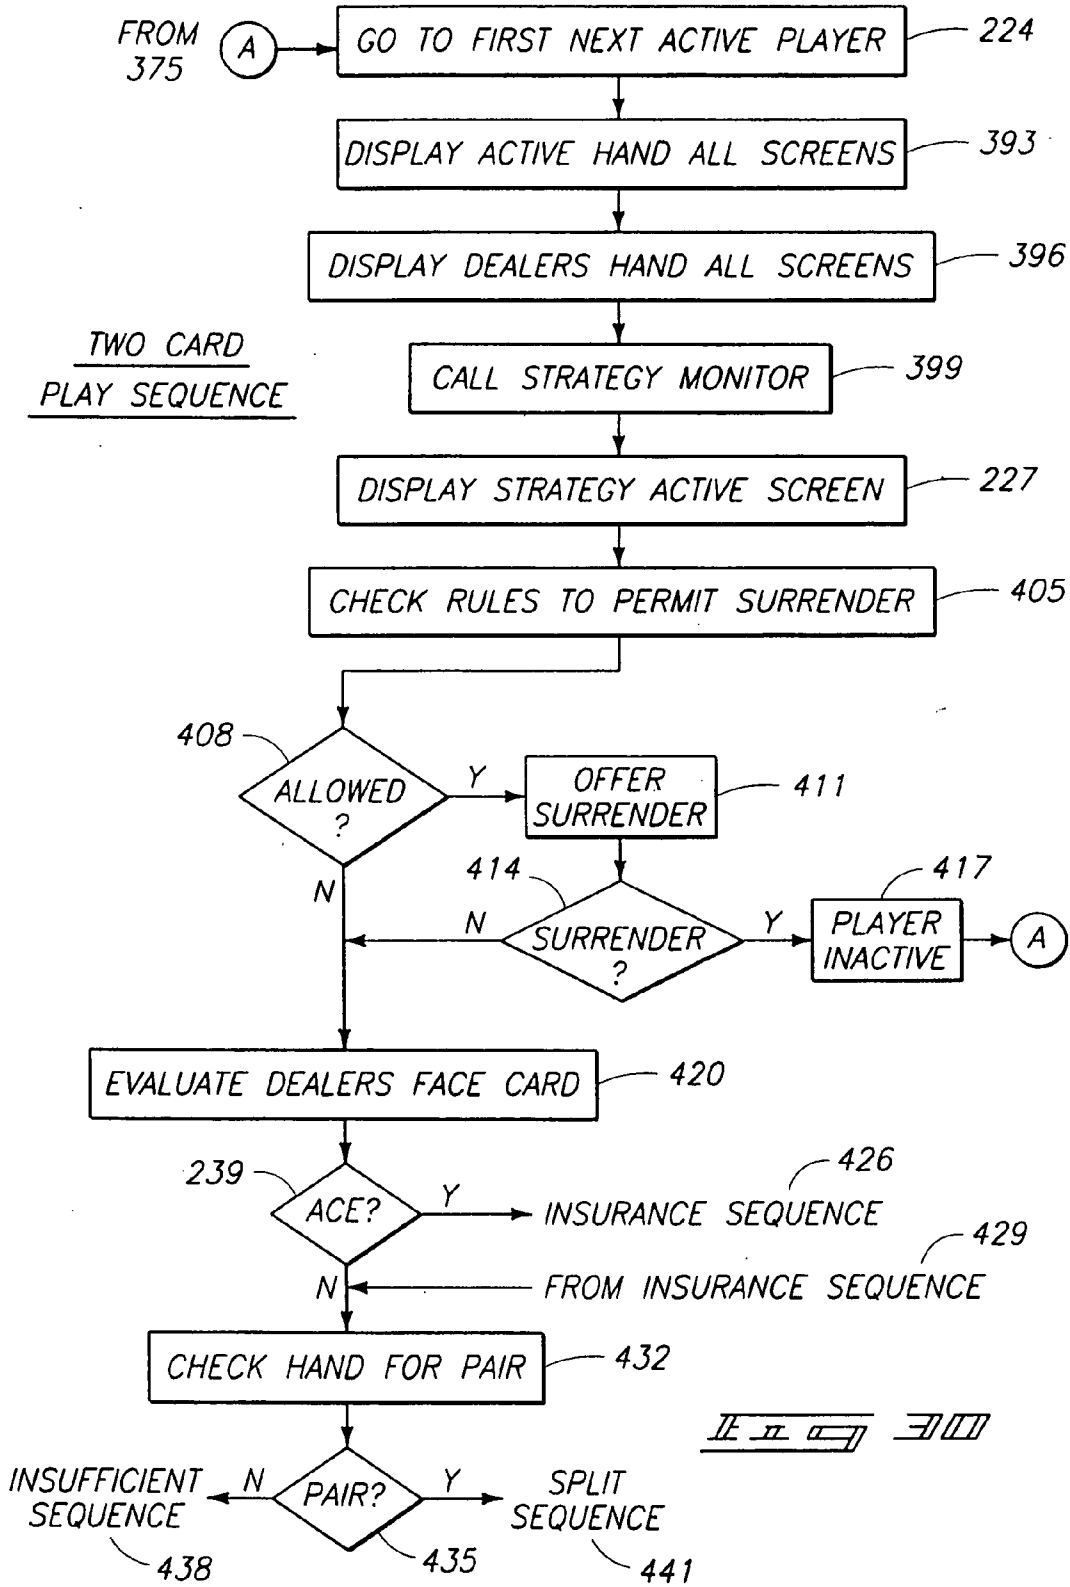 FROM
375
A
GO TO FIRST NEXT ACTIVE PLAYER
224
DISPLAY ACTIVE HAND ALL SCREENS
393
DISPLAY DEALERS HAND ALL SCREENS
396
TWO CARD
PLAY SEQUENCE
CALL STRATEGY MONITOR
399
DISPLAY STRATEGY ACTIVE SCREEN
227
CHECK RULES TO PERMIT SURRENDER
405
408
ALLOWED
?
Y
N
OFFER
SURRENDER
411
414
SURRENDER
?
N
Y
417
PLAYER
INACTIVE
A
EVALUATE DEALERS FACE CARD
420
239
ACE?
Y
INSURANCE SEQUENCE
426
N
FROM INSURANCE SEQUENCE
429
CHECK HAND FOR PAIR
432
PAIR?
435
N
INSUFFICIENT
SEQUENCE
438
Y
SPLIT
SEQUENCE
441
FIG 30